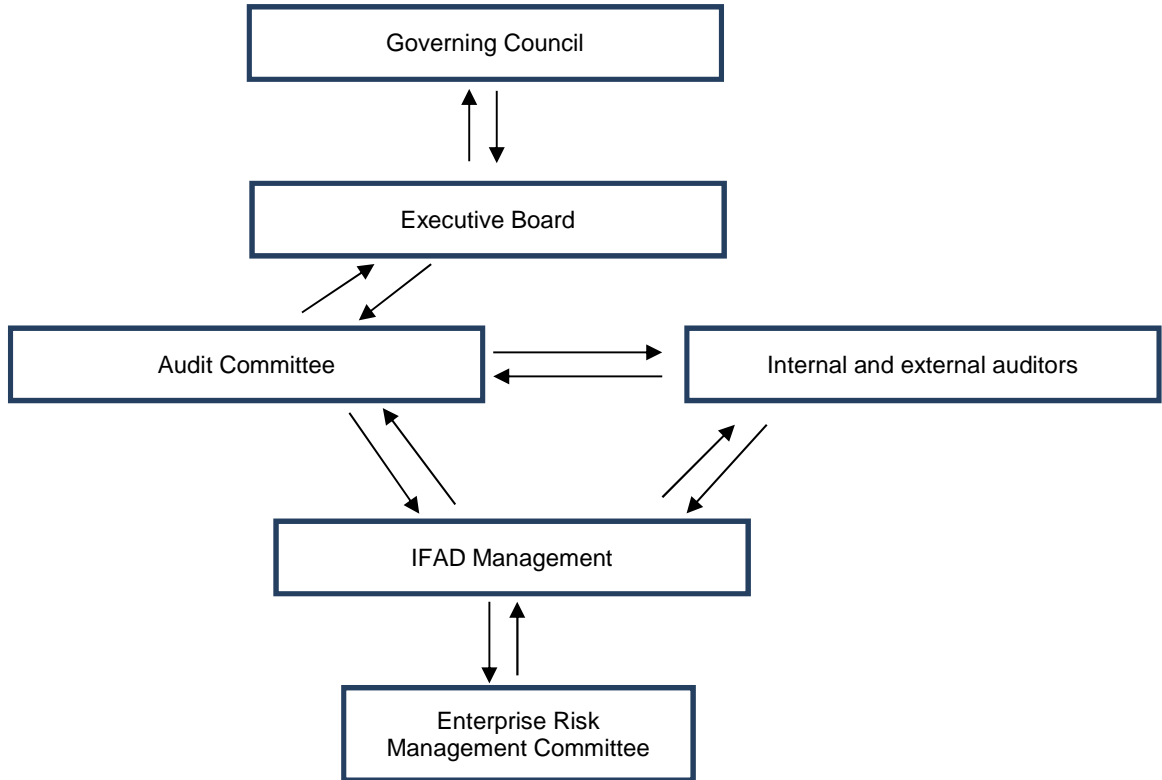 Governing Council
Executive Board
Audit Committee
Internal and external auditors
IFAD Management
Enterprise Risk
Management Committee